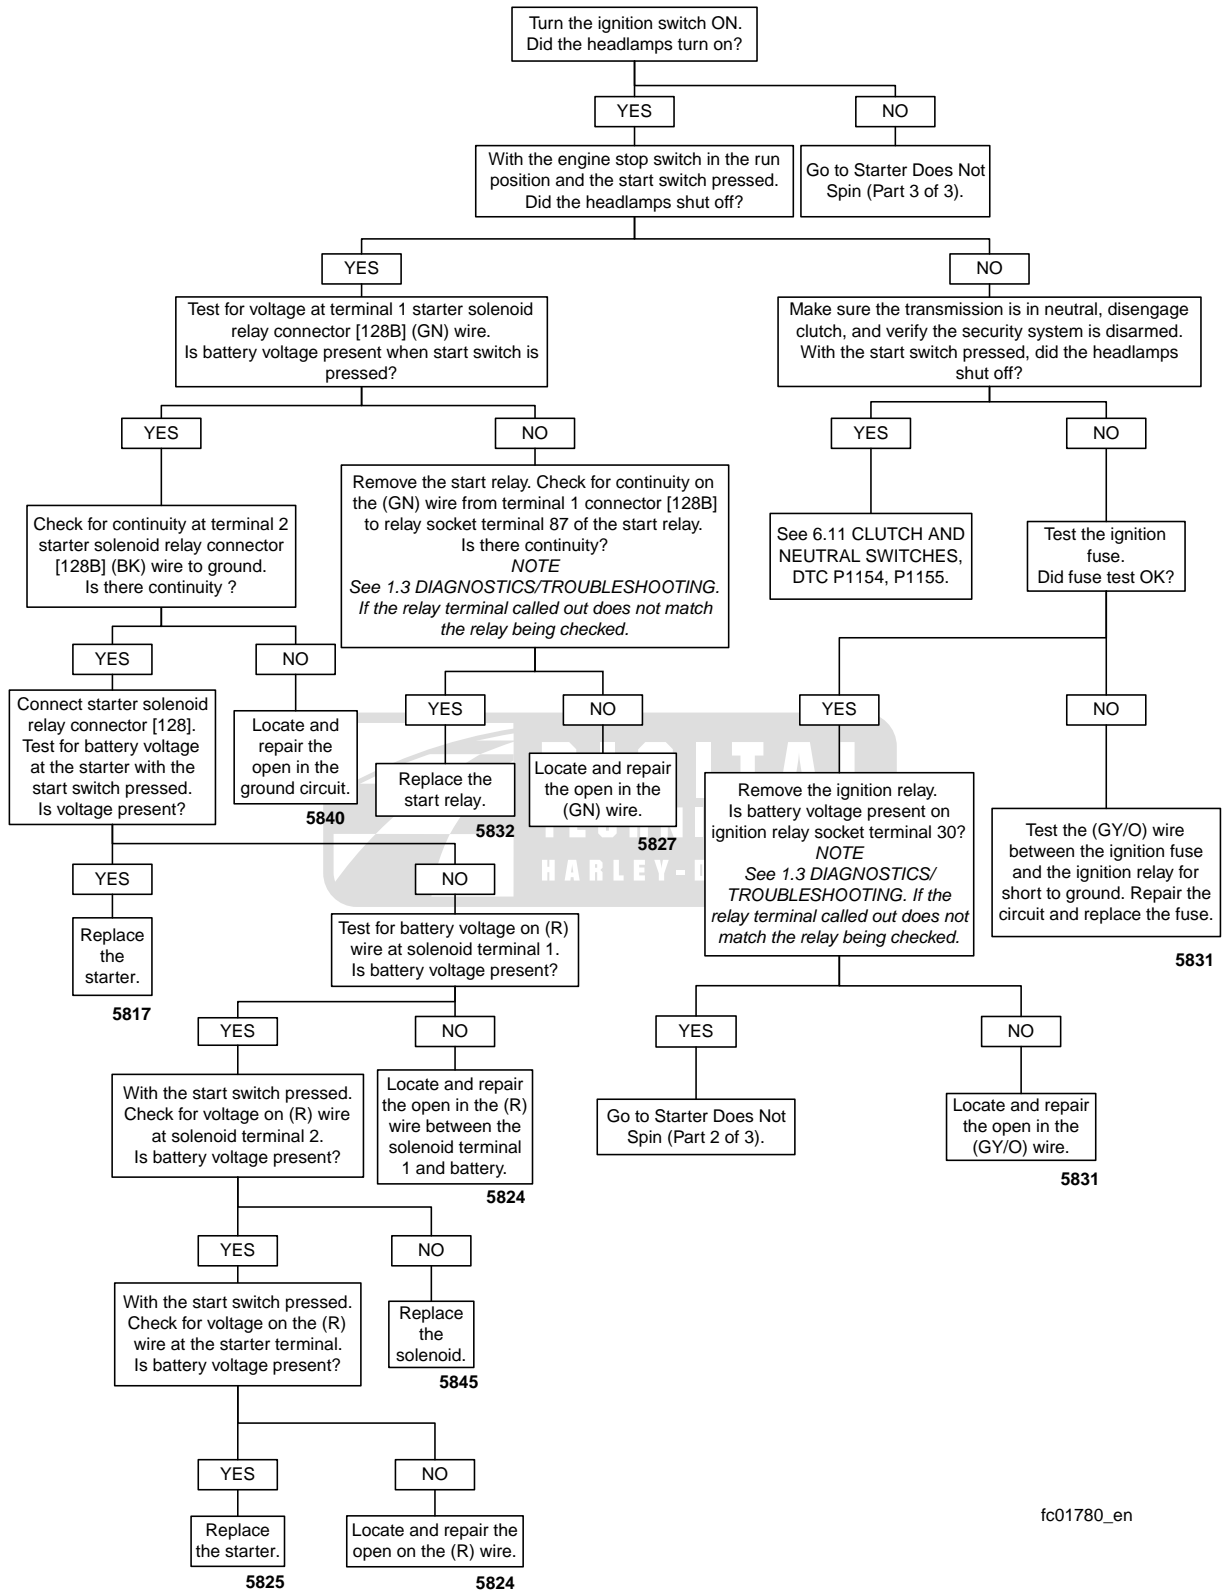 Turn the ignition switch ON.
Did the headlamps turn on?
YES
NO
With the engine stop switch in the run
position and the start switch pressed.
Did the headlamps shut off?
Go to Starter Does Not
Spin (Part 3 of 3).
YES
NO
Test for voltage at terminal 1 starter solenoid
relay connector [128B] (GN) wire.
Is battery voltage present when start switch is
pressed?
Make sure the transmission is in neutral, disengage
clutch, and verify the security system is disarmed.
With the start switch pressed, did the headlamps
shut off?
YES
NO
YES
NO
Check for continuity at terminal 2
starter solenoid relay connector
[128B] (BK) wire to ground.
Is there continuity ?
Remove the start relay. Check for continuity on
the (GN) wire from terminal 1 connector [128B]
to relay socket terminal 87 of the start relay.
Is there continuity?
NOTE
See 1.3 DIAGNOSTICS/TROUBLESHOOTING.
If the relay terminal called out does not match
the relay being checked.
See 6.11 CLUTCH AND
NEUTRAL SWITCHES,
DTC P1154, P1155.
Test the ignition
fuse.
Did fuse test OK?
YES
NO
YES
NO
YES
NO
Connect starter solenoid
relay connector [128].
Test for battery voltage
at the starter with the
start switch pressed.
Is voltage present?
Locate and
repair the
open in the
ground circuit.
5840
Replace the
start relay.
5832
Locate and repair
the open in the
(GN) wire.
5827
Remove the ignition relay.
Is battery voltage present on
ignition relay socket terminal 30?
NOTE
See 1.3 DIAGNOSTICS/
TROUBLESHOOTING. If the
relay terminal called out does not
match the relay being checked.
Test the (GY/O) wire
between the ignition fuse
and the ignition relay for
short to ground. Repair the
circuit and replace the fuse.
5831
YES
NO
Replace
the
starter.
5817
Test for battery voltage on (R)
wire at solenoid terminal 1.
Is battery voltage present?
YES
NO
YES
NO
With the start switch pressed.
Check for voltage on (R) wire
at solenoid terminal 2.
Is battery voltage present?
Locate and repair
the open in the (R)
wire between the
solenoid terminal
1 and battery.
5824
Go to Starter Does Not
Spin (Part 2 of 3).
Locate and repair
the open in the
(GY/O) wire.
5831
YES
NO
With the start switch pressed.
Check for voltage on the (R)
wire at the starter terminal.
Is battery voltage present?
Replace
the
solenoid.
5845
YES
NO
Replace
the starter.
5825
Locate and repair the
open on the (R) wire.
5824
fc01780_en
DIGITAL
HARLEY-D